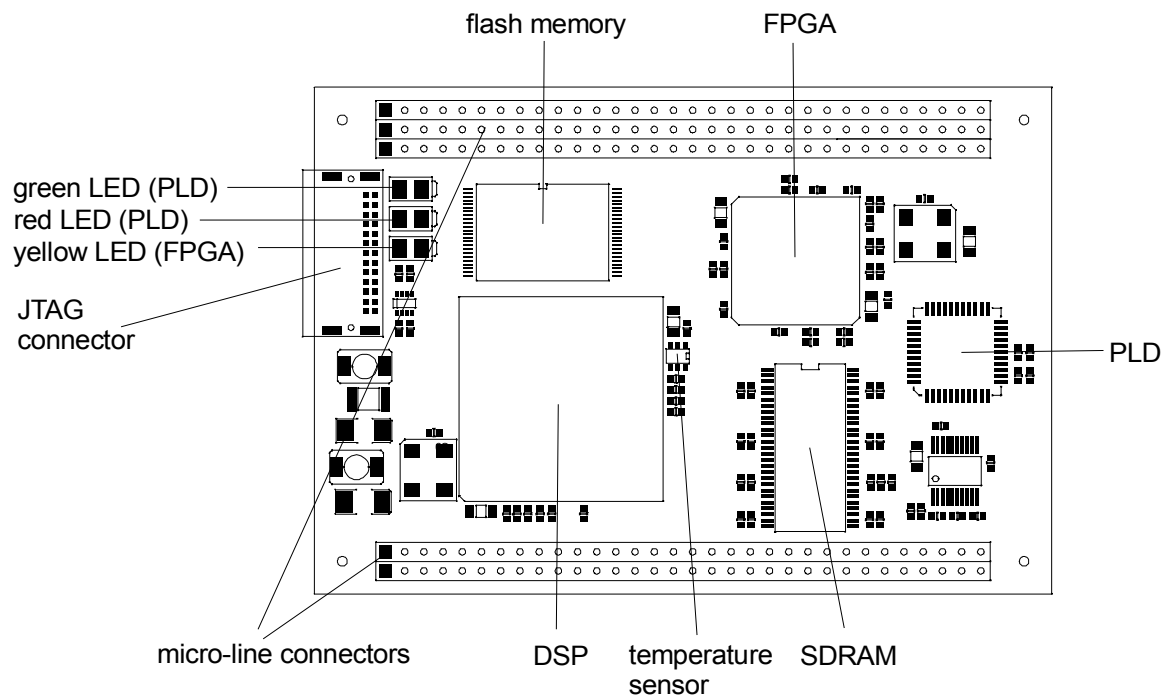 flash memory
FPGA
green LED (PLD)
red LED (PLD)
yellow LED (FPGA)
JTAG
connector
PLD
micro-line connectors
DSP
temperature
sensor
SDRAM